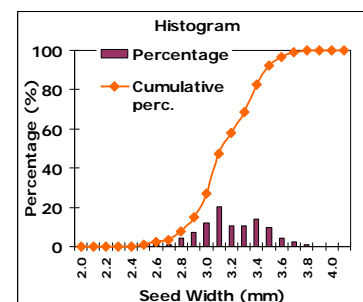 Histogram
Percentage
Cumulative
perc.
Percentage (%)
100
80
60
40
20
0
2.0 2.2 2.4 2.6 2.8 3.0 3.2 3.4 3.6 3.8 4.0
Seed Width (mm)